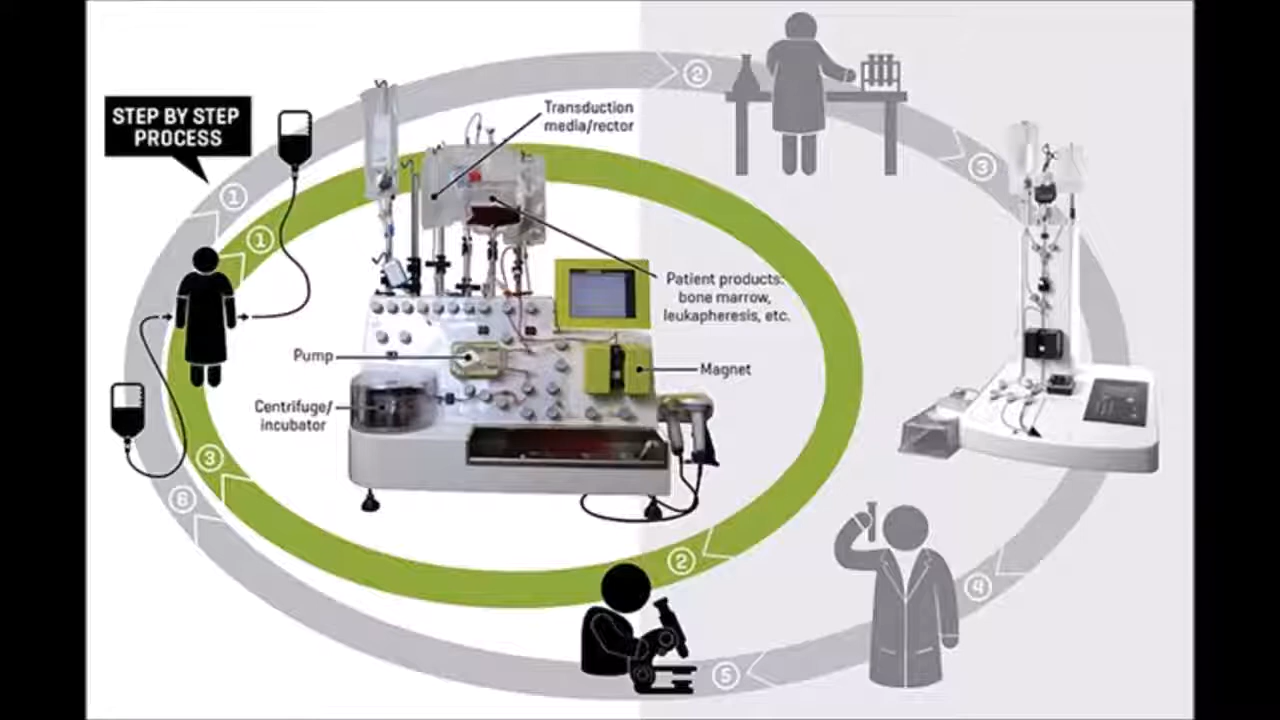 STEP BY STEP
PROCESS
Transduction
media/rector
Patient products:
bone marrow,
leukapheresis, etc.
Pump
Magnet
Centrifuge/
incubator
1
1
2
3
4
5
6
2
3